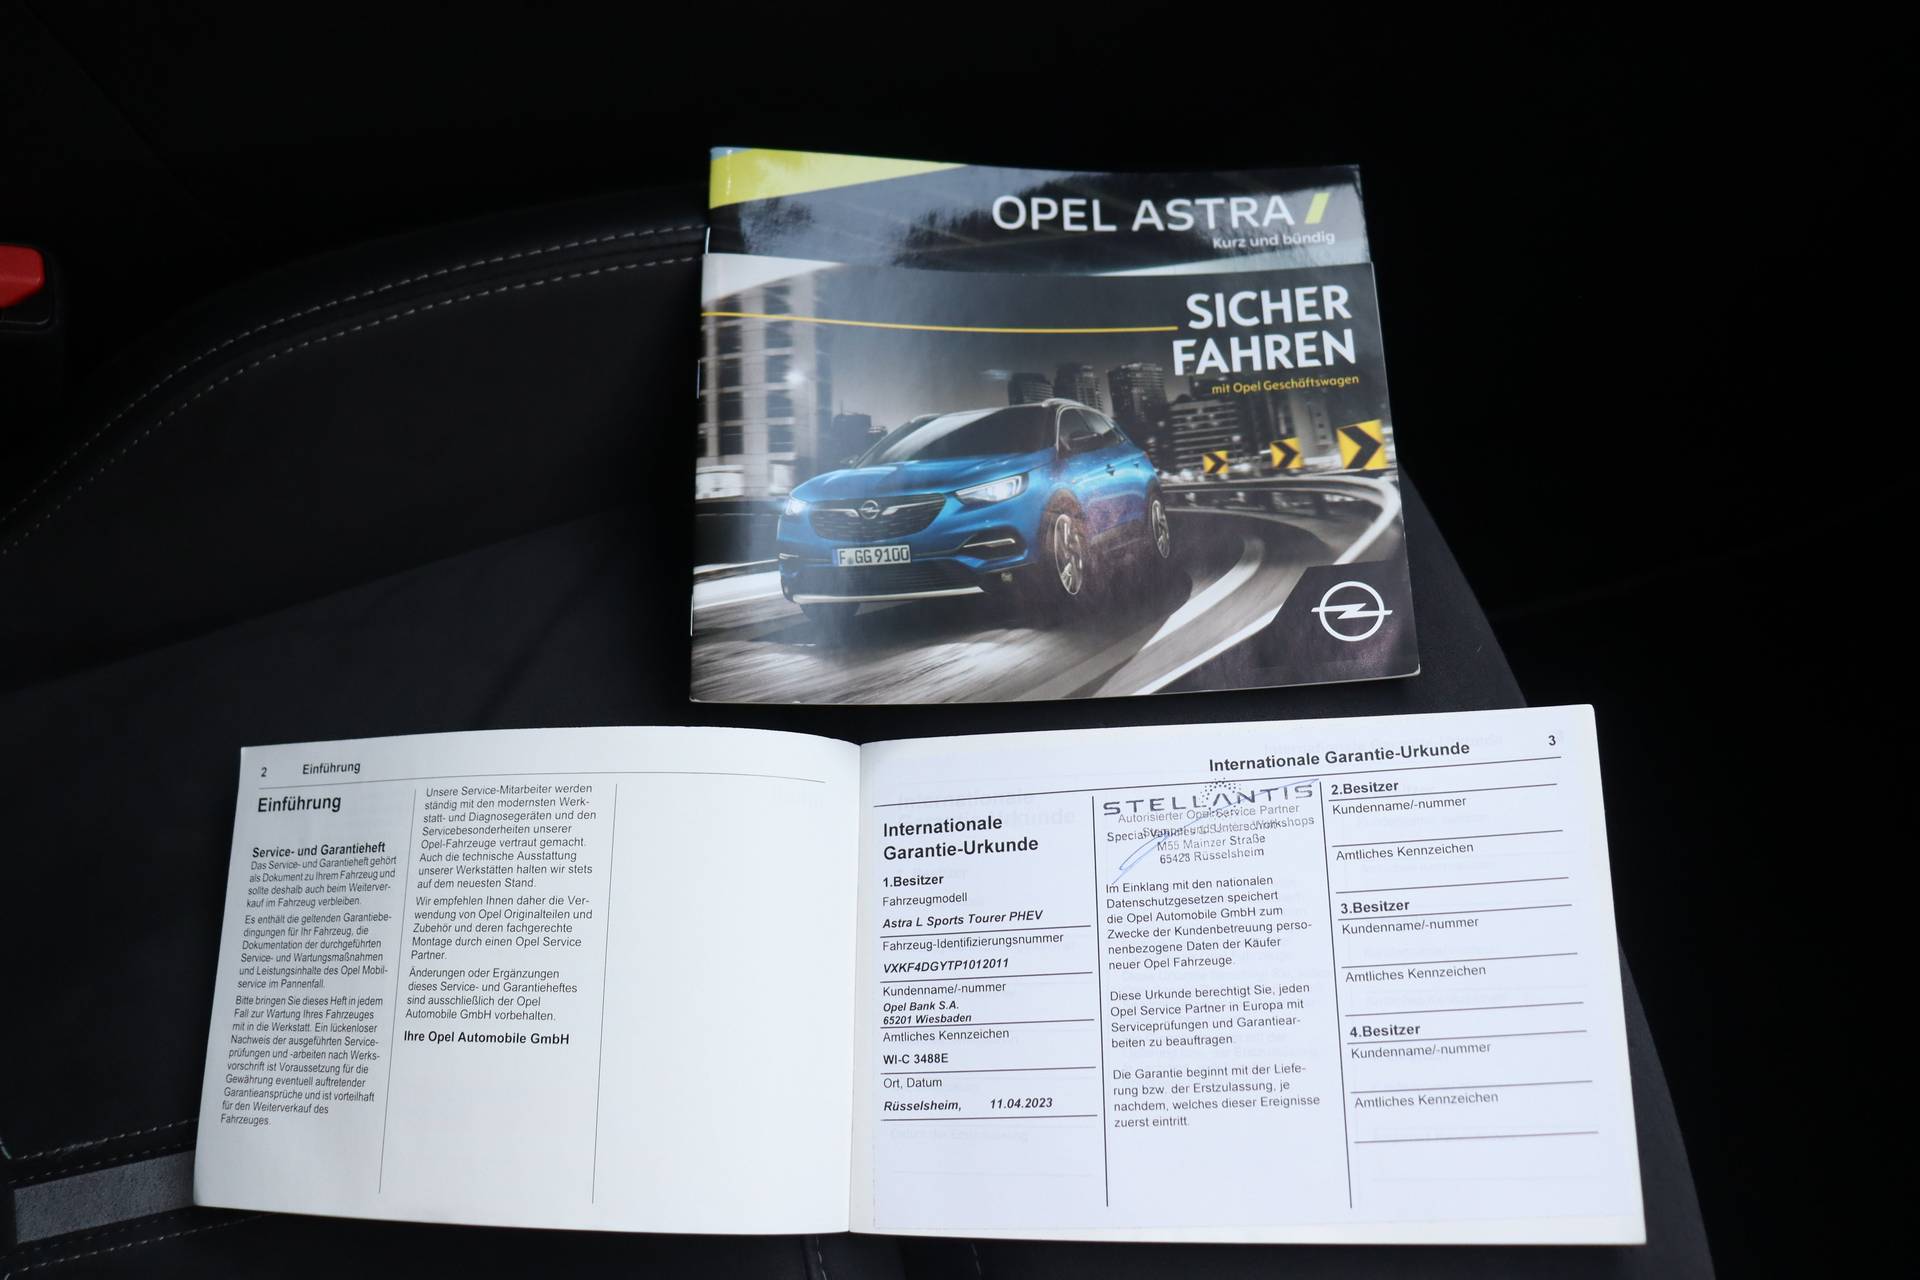 OPEL ASTRA
Kurz und bündig
SICHER
FAHREN
mit Opel Geschäftswagen
F GG 9100
2 Einführung
Einführung
Service- und Garantieheft
Das Service- und Garantieheft gehört
als Dokument zu Ihrem Fahrzeug und
sollte deshalb auch beim Weiterver-
kauf im Fahrzeug verbleiben.
Es enthält die geltenden Garantiebe-
dingungen für Ihr Fahrzeug, die
Dokumentation der durchgeführten
Service- und Wartungsmaßnahmen
und Leistungsinhalte des Opel Mobil-
service im Pannenfall.
Bitte bringen Sie dieses Heft in jedem
Fall zur Wartung Ihres Fahrzeuges
mit in die Werkstatt. Ein lückenloser
Nachweis der ausgeführten Service-
prüfungen und -arbeiten nach Werks-
vorschrift ist Voraussetzung für die
Gewährung eventuell auftretender
Garantieansprüche und ist vorteilhaft
für den Weiterverkauf des
Fahrzeuges.
Unsere Service-Mitarbeiter werden
ständig mit den modernsten Werk-
statt- und Diagnosegeräten und den
Servicebesonderheiten unserer
Opel-Fahrzeuge vertraut gemacht.
Auch die technische Ausstattung
unserer Werkstätten halten wir stets
auf dem neuesten Stand.
Wir empfehlen Ihnen daher die Ver-
wendung von Opel Originalteilen und
Zubehör und deren fachgerechte
Montage durch einen Opel Service
Partner.
Änderungen oder Ergänzungen
dieses Service- und Garantieheftes
sind ausschließlich der Opel
Automobile GmbH vorbehalten.
Ihre Opel Automobile GmbH
Internationale Garantie-Urkunde 3
Internationale
Garantie-Urkunde
1.Besitzer
Fahrzeugmodell
Astra L Sports Tourer PHEV
Fahrzeug-Identifizierungsnummer
VXKF4DGYTP1012011
Kundenname/-nummer
Opel Bank S.A.
65201 Wiesbaden
Amtliches Kennzeichen
WI-C 3488E
Ort, Datum
Rüsselsheim, 11.04.2023
STELLANTIS
Autorisierter Opel Service Partner
Stempel und Unterschrift
Special Vehicles & Workshops
M55 Mainzer Straße
65423 Rüsselsheim
Im Einklang mit den nationalen
Datenschutzgesetzen speichert
die Opel Automobile GmbH zum
Zwecke der Kundenbetreuung perso-
nenbezogene Daten der Käufer
neuer Opel Fahrzeuge.
Diese Urkunde berechtigt Sie, jeden
Opel Service Partner in Europa mit
Serviceprüfungen und Garantiear-
beiten zu beauftragen.
Die Garantie beginnt mit der Liefe-
rung bzw. der Erstzulassung, je
nachdem, welches dieser Ereignisse
zuerst eintritt.
2.Besitzer
Kundenname/-nummer
Amtliches Kennzeichen
3.Besitzer
Kundenname/-nummer
Amtliches Kennzeichen
4.Besitzer
Kundenname/-nummer
Amtliches Kennzeichen